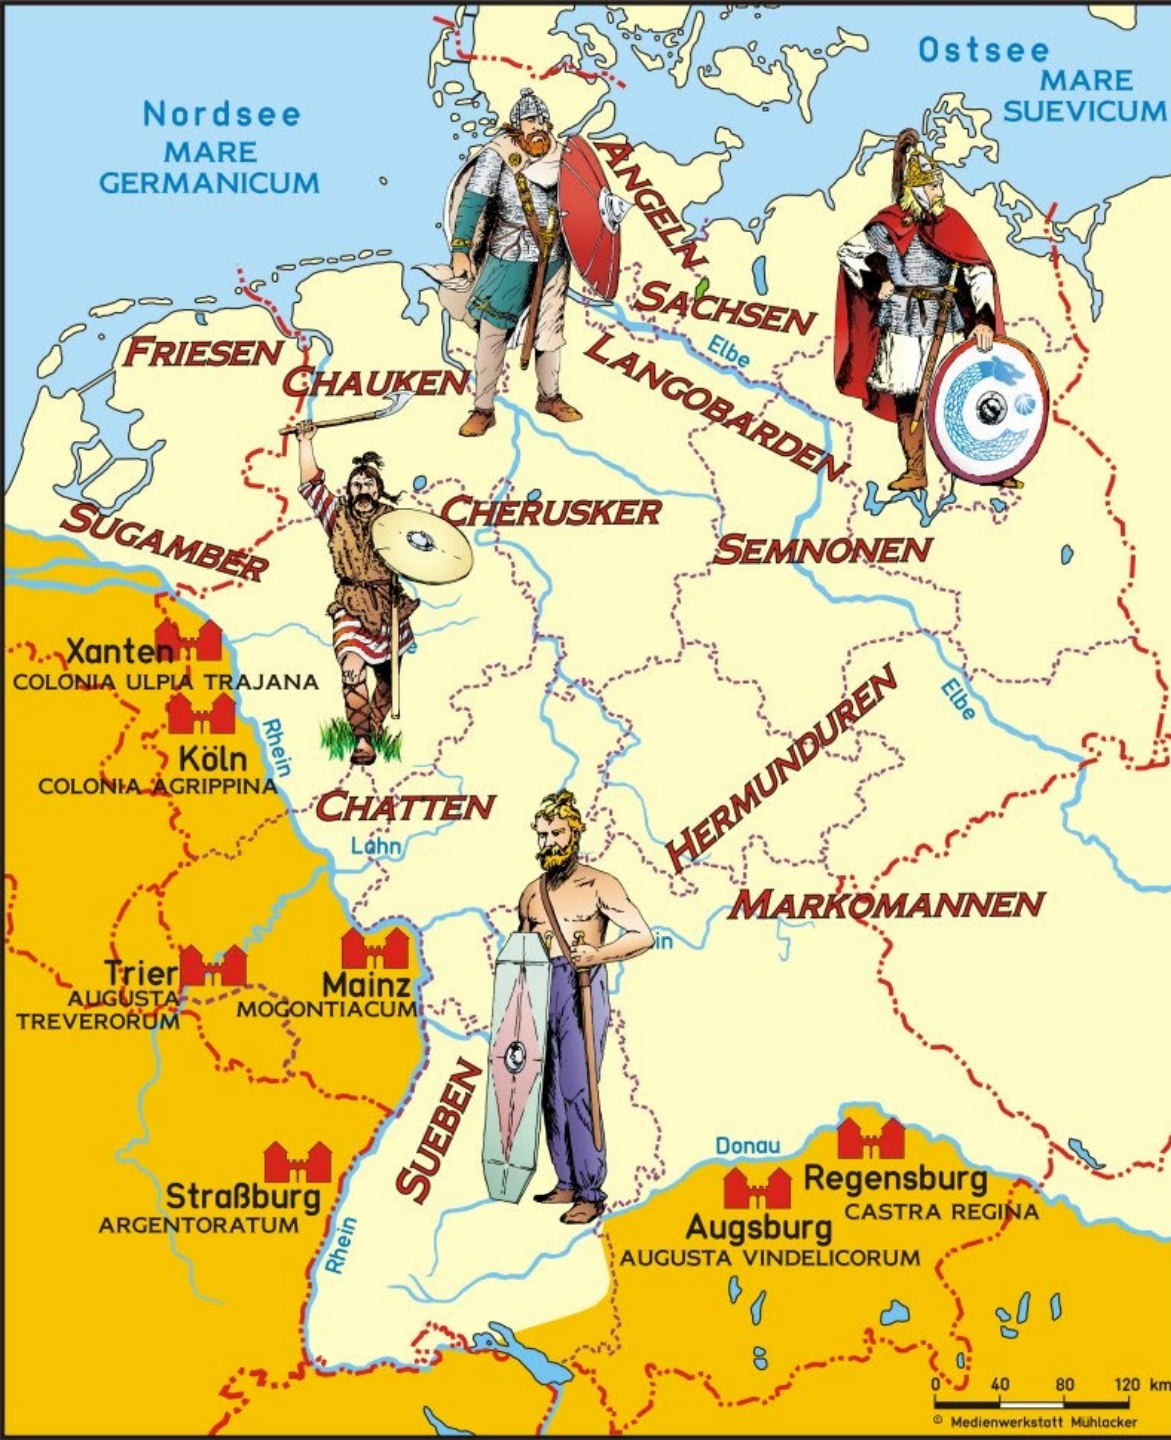 Nordsee
MARE
GERMANICUM
Ostsee
MARE
SUEVICUM
ANGELN
SACHSEN
FRIESEN
CHAUKEN
LANGOBARDEN
Elbe
CHERUSKER
SUGAMBER
SEMNONEN
Xanten
COLONIA ULPIA TRAJANA
Köln
COLONIA AGRIPPINA
Rhein
Elbe
HERMUNDUREN
CHATTEN
Lahn
MARKOMANNEN
Trier
AUGUSTA
TREVERORUM
Mainz
MOGONTIACUM
SUEBEN
Donau
Regensburg
CASTRA REGINA
Straßburg
ARGENTORATUM
Rhein
Augsburg
AUGUSTA VINDELICORUM
0 40 80 120 km
© Medienwerkstatt Mühlacker